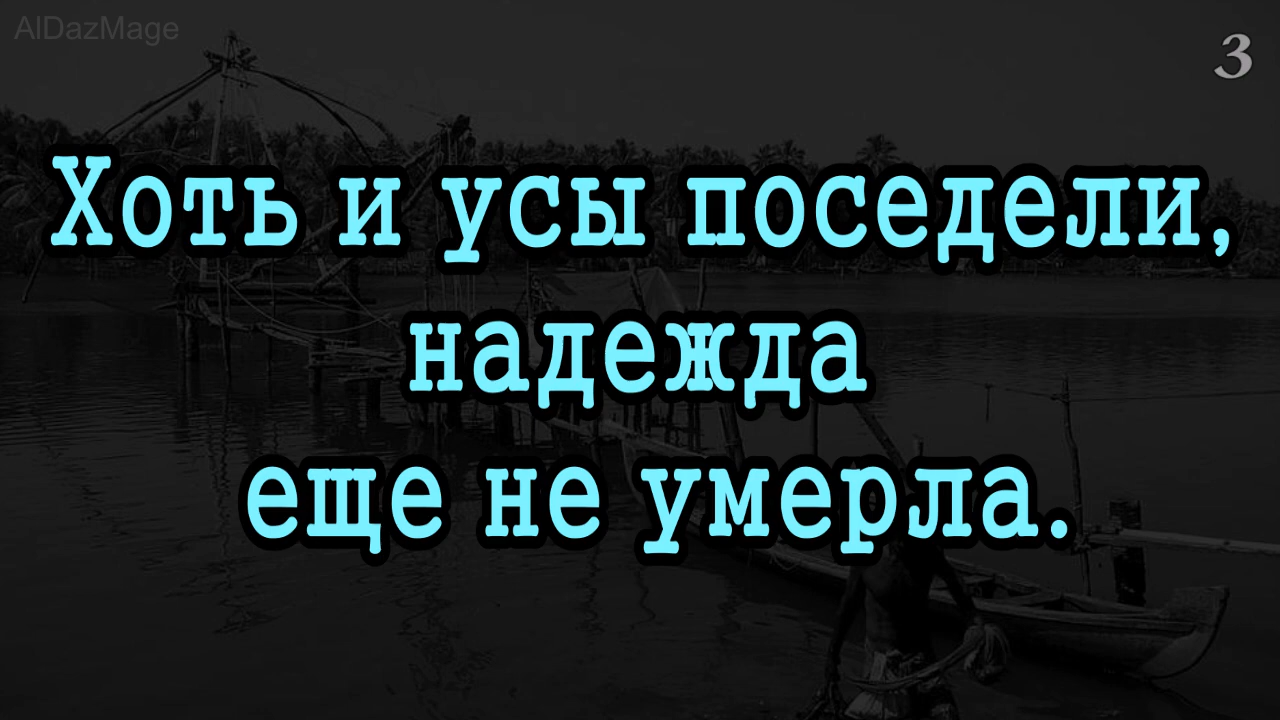 AlDazMage
3
Хоть и усы поседели,
надежда
еще не умерла.